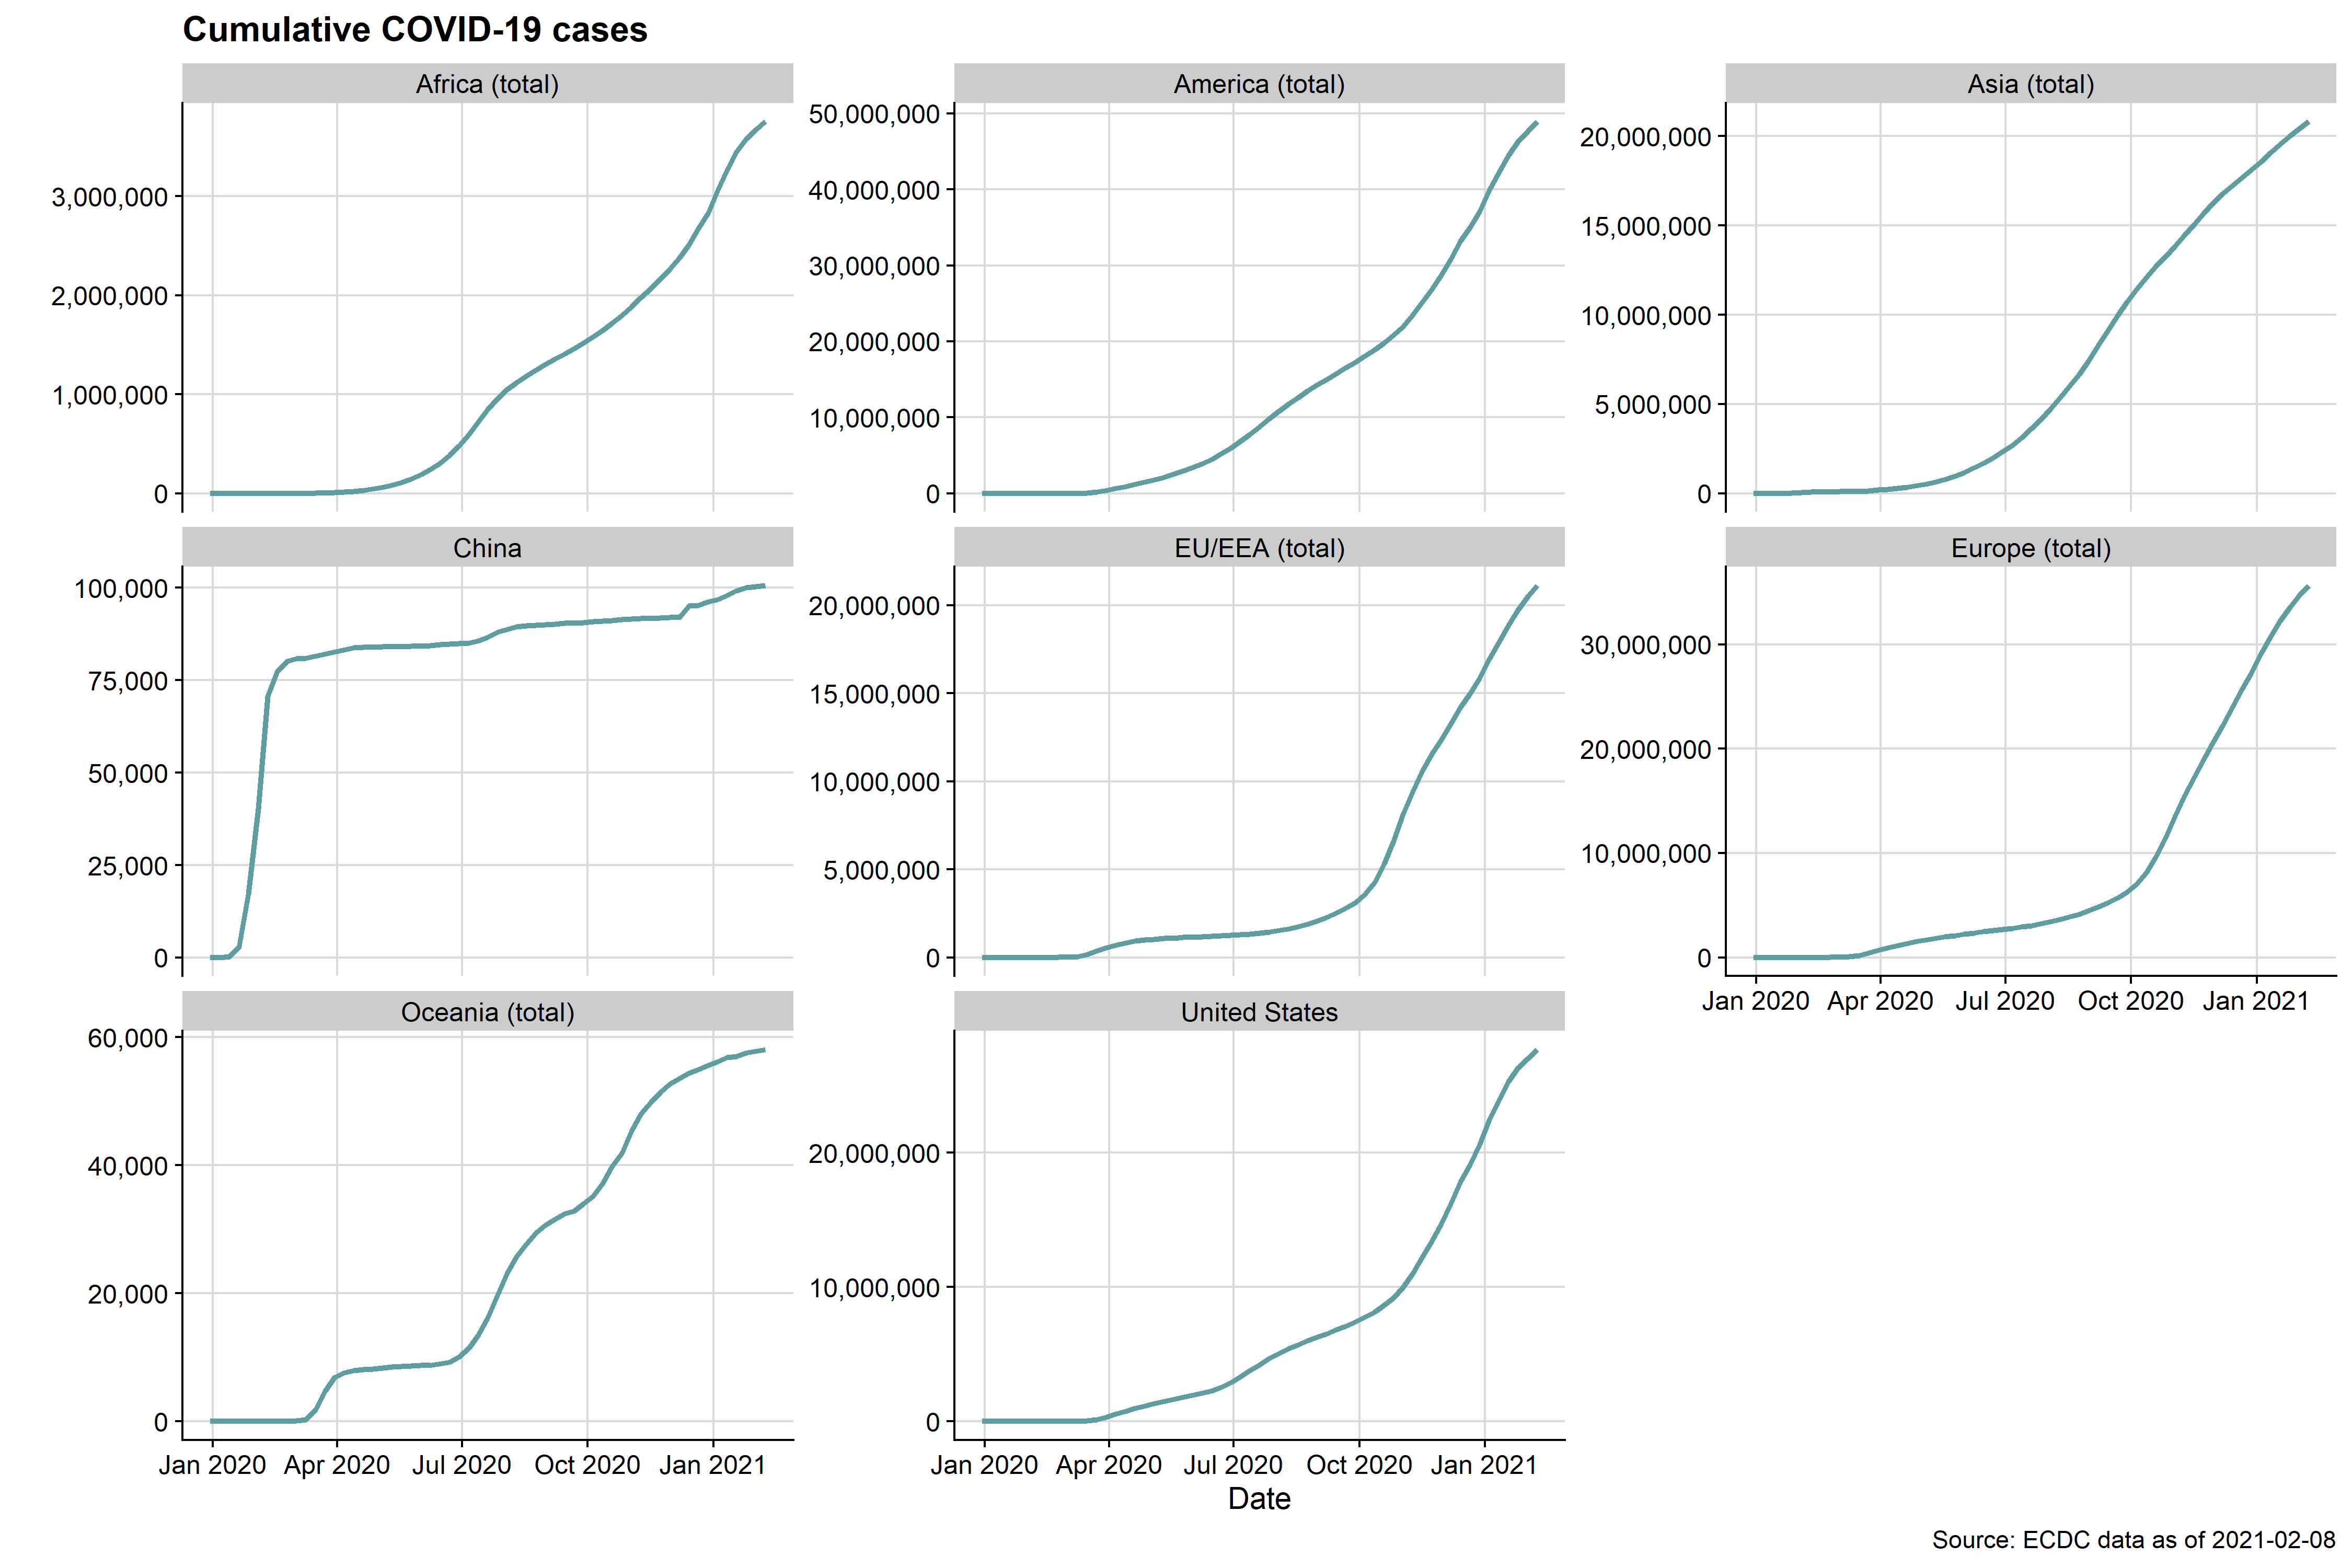 Cumulative COVID-19 cases
Africa (total)
3,000,000
2,000,000
1,000,000
0
America (total)
50,000,000
40,000,000
30,000,000
20,000,000
10,000,000
0
Asia (total)
20,000,000
15,000,000
10,000,000
5,000,000
0
China
100,000
75,000
50,000
25,000
0
EU/EEA (total)
20,000,000
15,000,000
10,000,000
5,000,000
0
Europe (total)
30,000,000
20,000,000
10,000,000
0
Jan 2020 Apr 2020 Jul 2020 Oct 2020 Jan 2021
Oceania (total)
60,000
40,000
20,000
0
Jan 2020 Apr 2020 Jul 2020 Oct 2020 Jan 2021
United States
20,000,000
10,000,000
0
Jan 2020 Apr 2020 Jul 2020 Oct 2020 Jan 2021
Date
Source: ECDC data as of 2021-02-08